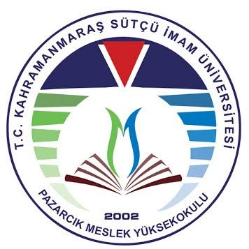 T.C. KAHRAMANMARAŞ SÜTÇÜ İMAM ÜNİVERSİTESİ
2002
PAZARCIK MESLEK YÜKSEKOKULU